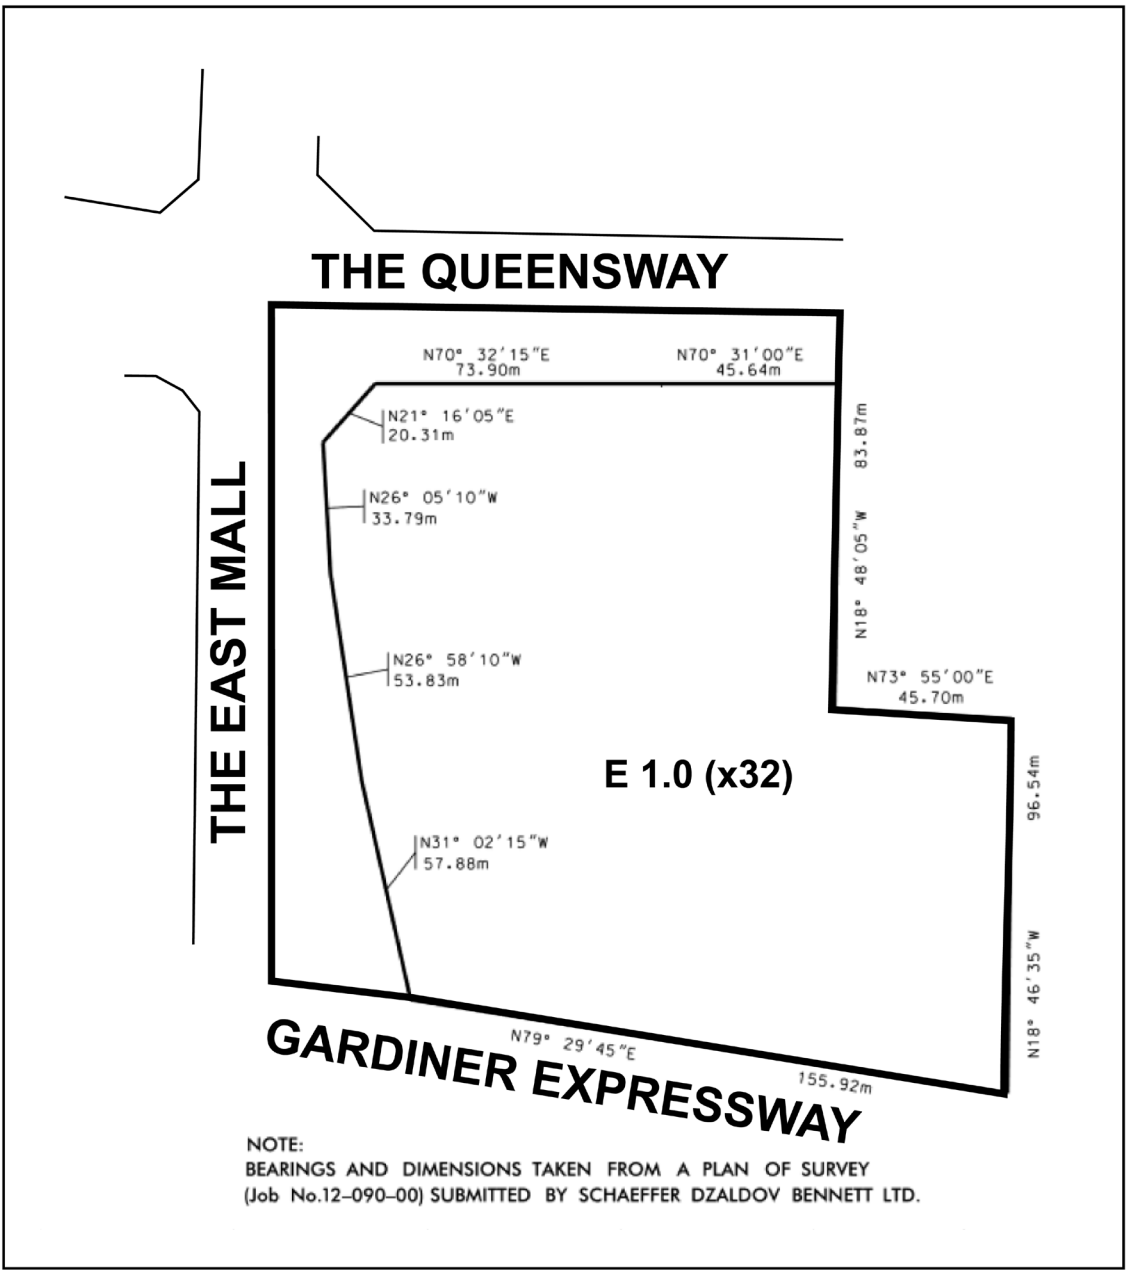 THE QUEENSWAY
N70° 32'15"E
73.90m
N70° 31'00"E
45.64m
N21° 16'05"E
20.31m
83.87m
N18° 48'05"W
N26° 05'10"W
33.79m
THE EAST MALL
N26° 58'10"W
53.83m
N73° 55'00"E
45.70m
E 1.0 (x32)
96.54m
N18° 46'35"W
N31° 02'15"W
57.88m
N79° 29'45"E
155.92m
GARDINER EXPRESSWAY
NOTE:
BEARINGS AND DIMENSIONS TAKEN FROM A PLAN OF SURVEY
(Job No.12–090–00) SUBMITTED BY SCHAEFFER DZALDOV BENNETT LTD.